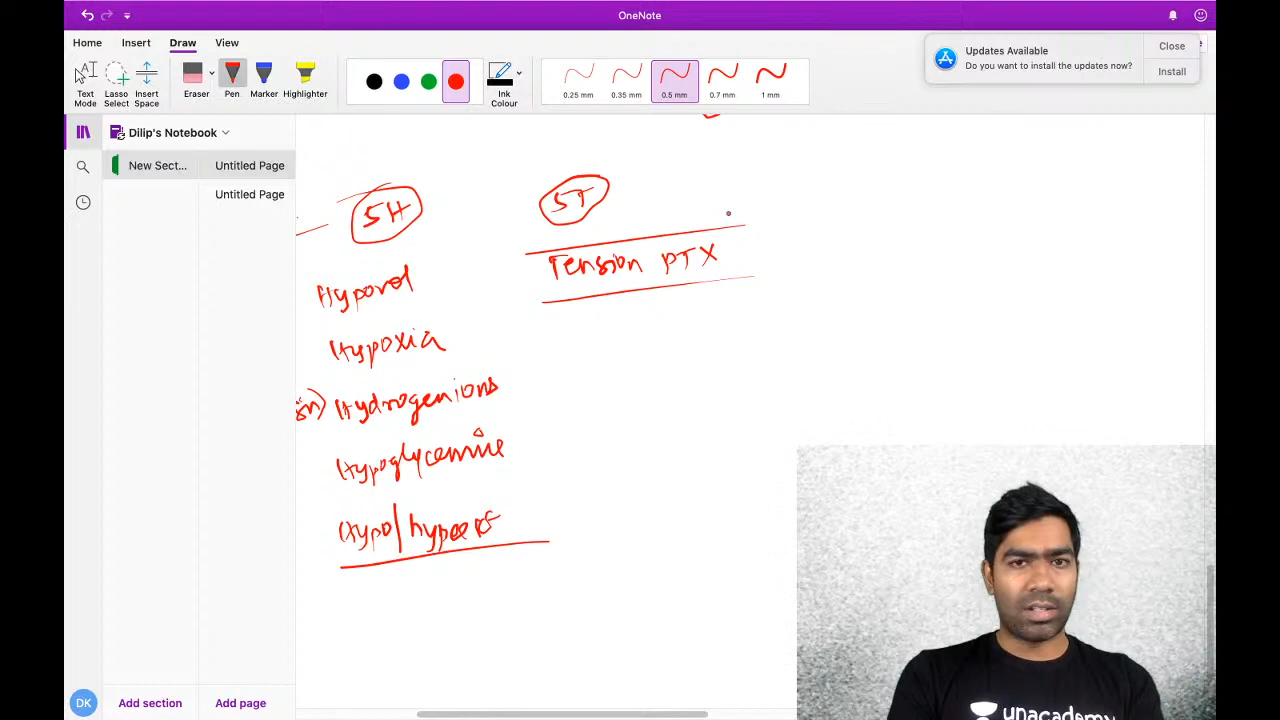 OneNote
Home Insert Draw View
Updates Available
Do you want to install the updates now?
Close
Install
Text Mode
Lasso Select
Insert Space
Eraser
Pen
Marker
Highlighter
Ink Colour
0.25 mm
0.35 mm
0.5 mm
0.7 mm
1 mm
Dilip's Notebook
New Sect...
Untitled Page
Untitled Page
5H
5T
Tension PTX
Hypovol
Hypoxia
Hydrogenions
Hypo/hyper
DK
Add section
Add page
unacademy